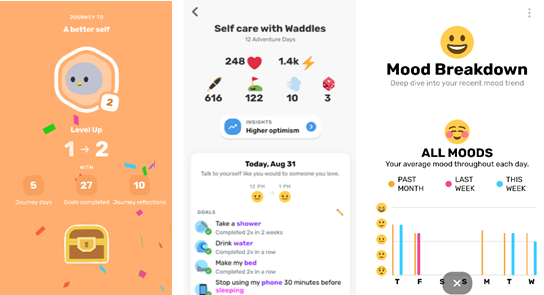 JOURNEY TO
A better self
2
Level Up
1 → 2
WITH
5
27
10
Journey days
Goals completed
Journey reflections
Self care with Waddles
12 Adventure Days
248
1.4k
616
122
10
3
INSIGHTS
Higher optimism
Today, Aug 31
Talk to yourself like you would to someone you love.
12 PM → 1 PM
GOALS
Take a shower
Completed 2x in 2 weeks
Drink water
Completed 2x in a row
Make my bed
Completed 2x in a row
Stop using my phone 30 minutes before
sleeping
Mood Breakdown
Deep dive into your recent mood trend
ALL MOODS
Your average mood throughout each day.
PAST
MONTH
LAST
WEEK
THIS
WEEK
T F S S M T W